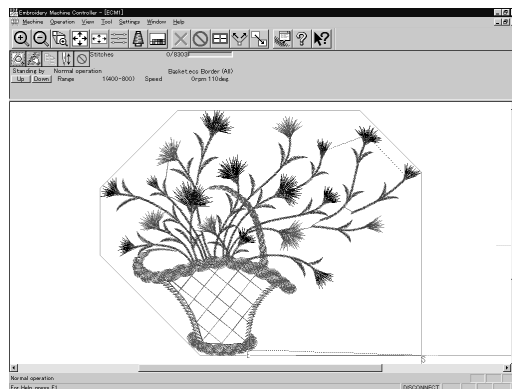 Embroidery Machine Controller - [ECM1]
Machine Operation View Tool Settings Window Help
Stitches 0/8303
Standing by Normal operation Basket.ecs Border (All)
Up Down Range 1(400-800) Speed 0rpm 110deg.
S
Normal operation
For Help, press F1 DISCONNECT